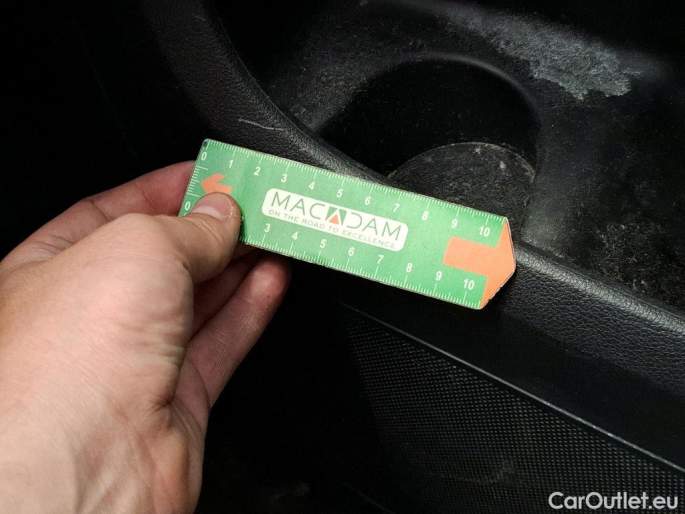 0 1 2 3 4 5 6 7 8 9 10
MACADAM
ON THE ROAD TO EXCELLENCE
0 3 4 5 6 7 8 9 10
CarOutlet.eu